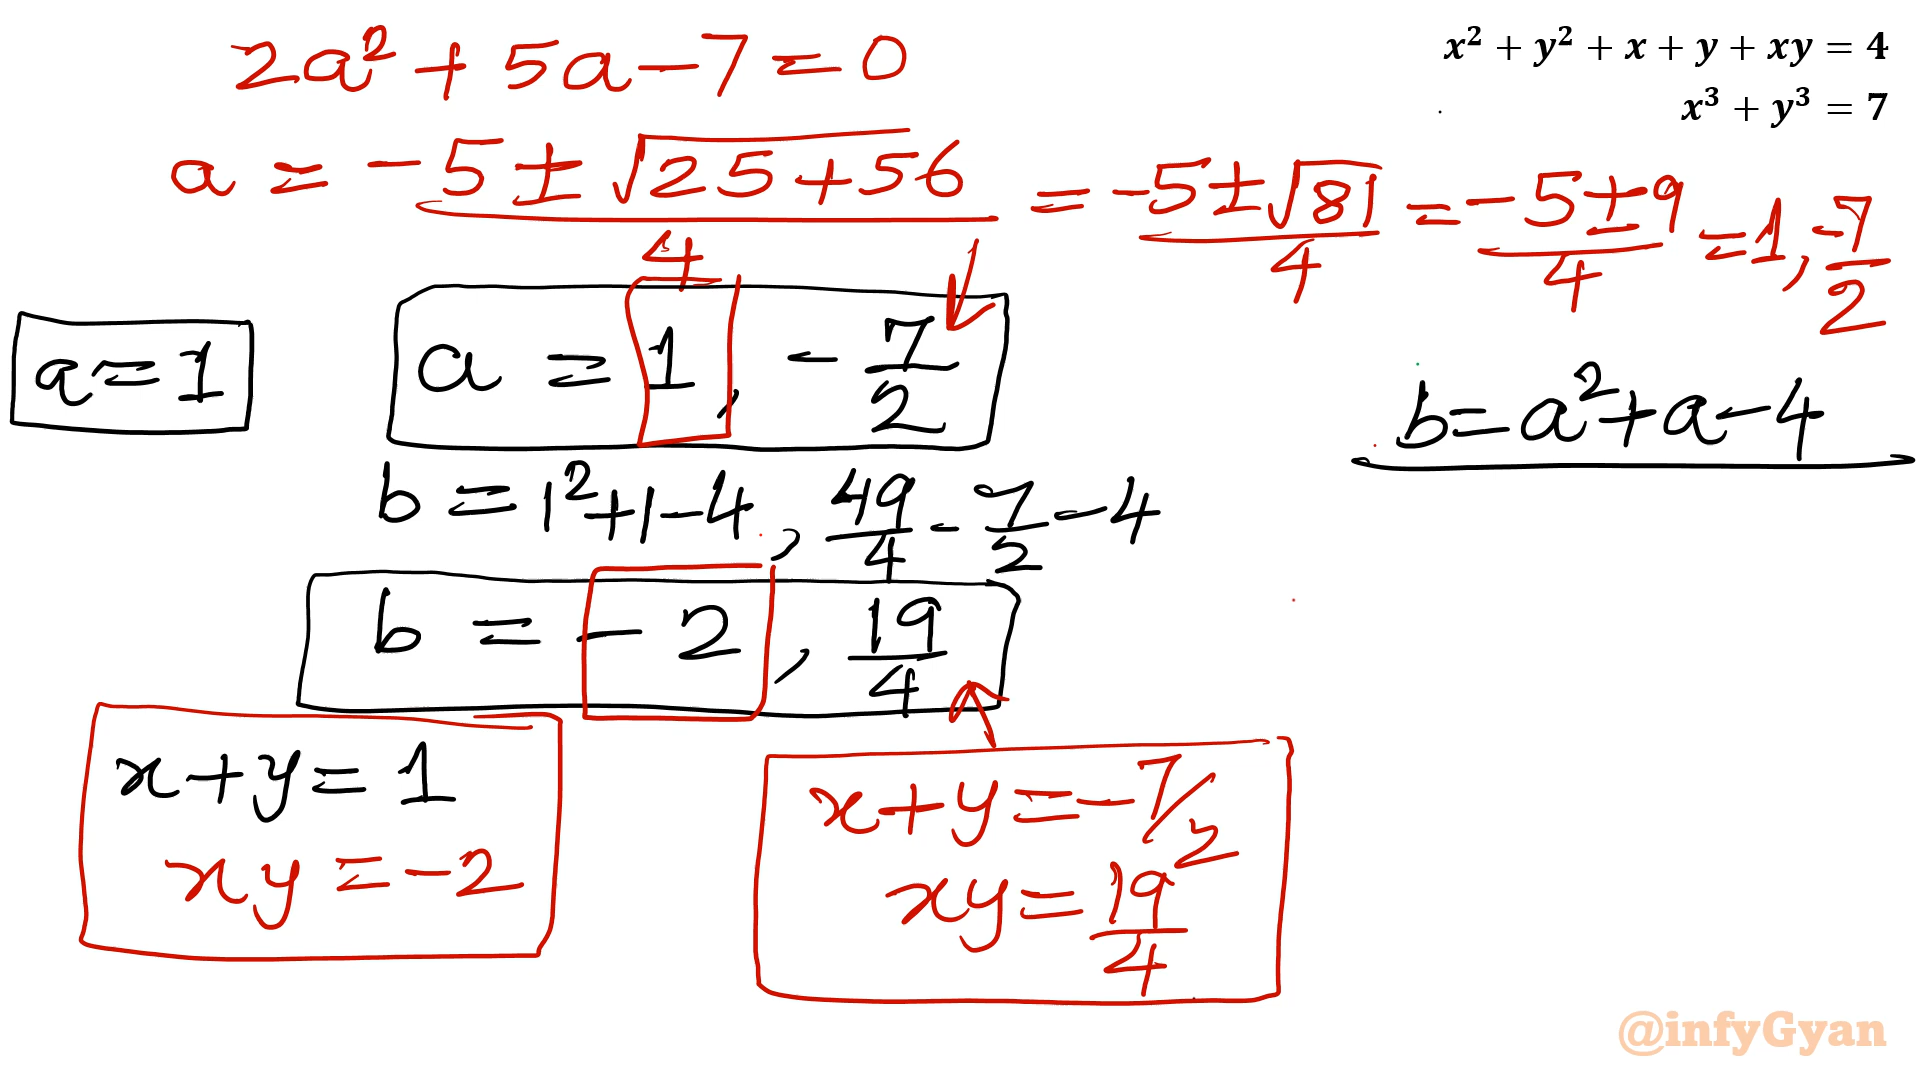 2a² + 5a - 7 = 0
x² + y² + x + y + xy = 4
x³ + y³ = 7
a = -5 ± √25+56 / 4 = -5 ± √81 / 4 = -5 ± 9 / 4 = 1, -7/2
a = 1
a = 1, -7/2
b = a² + a - 4
b = 1² + 1 - 4, 49/4 - 7/2 - 4
b = -2, 19/4
x + y = 1
xy = -2
x + y = -7/2
xy = 19/4
@infyGyan